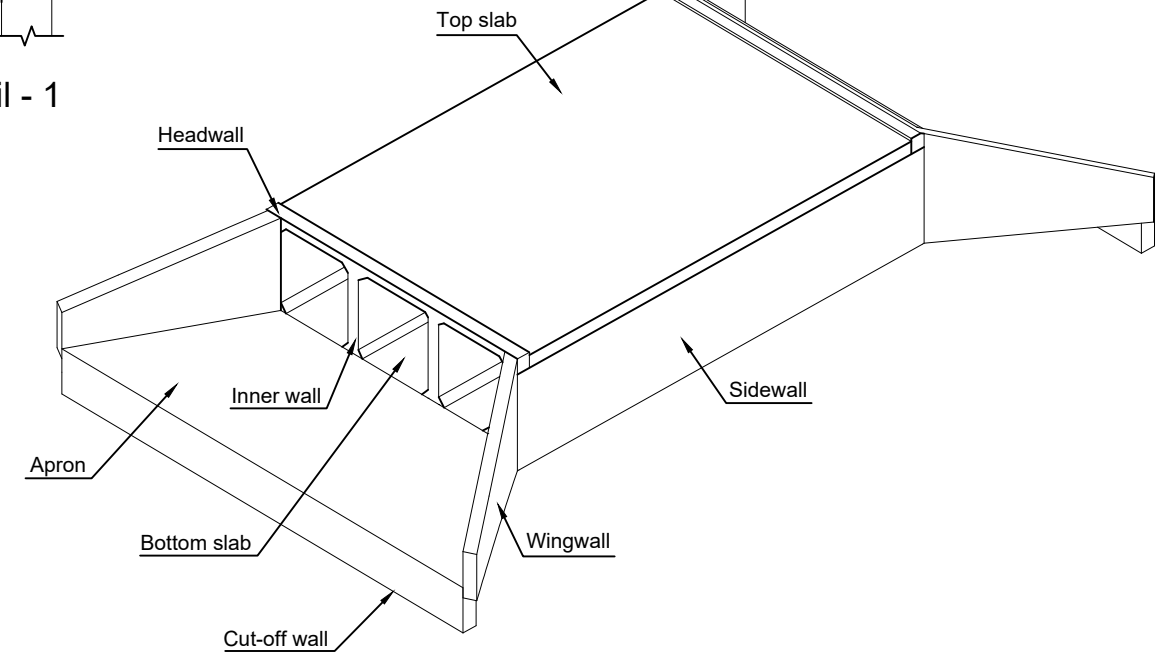 Top slab
il - 1
Headwall
Inner wall
Sidewall
Apron
Bottom slab
Wingwall
Cut-off wall